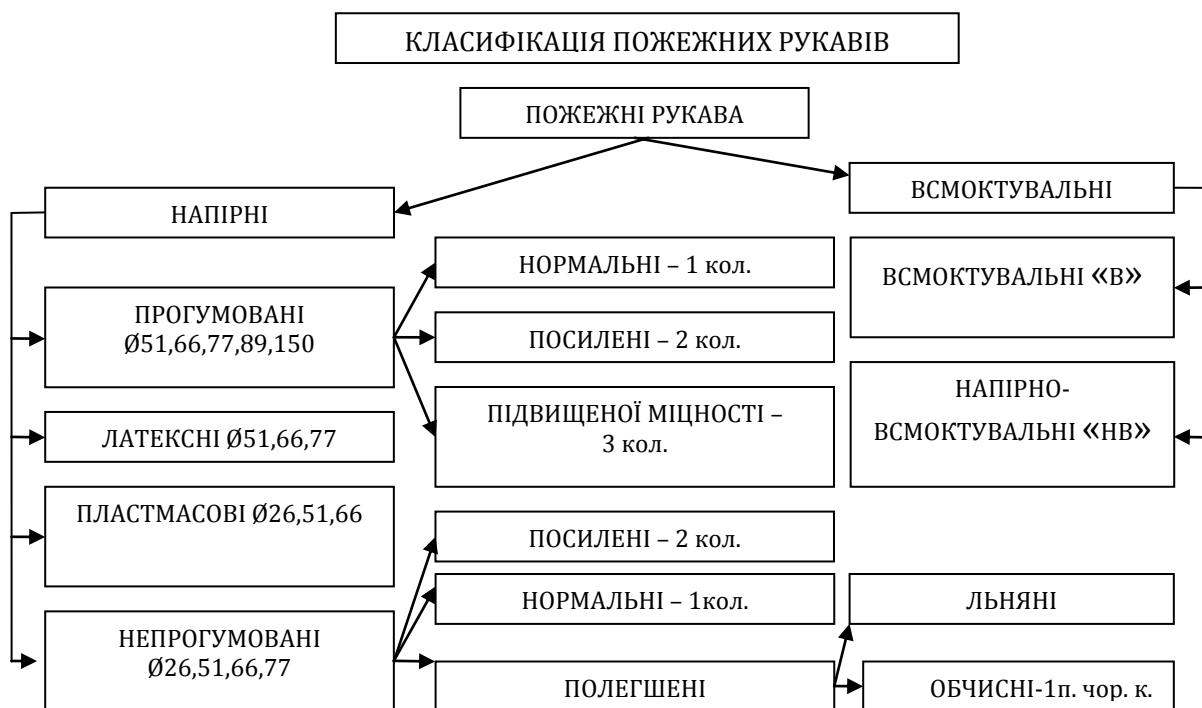 КЛАСИФІКАЦІЯ ПОЖЕЖНИХ РУКАВІВ
ПОЖЕЖНІ РУКАВА
НАПІРНІ
ВСМОКТУВАЛЬНІ
ПРОГУМОВАНІ
Ø51,66,77,89,150
НОРМАЛЬНІ – 1 кол.
ПОСИЛЕНІ – 2 кол.
ПІДВИЩЕНОЇ МІЦНОСТІ –
3 кол.
ВСМОКТУВАЛЬНІ «В»
НАПІРНО-
ВСМОКТУВАЛЬНІ «НВ»
ЛАТЕКСНІ Ø51,66,77
ПЛАСТМАСОВІ Ø26,51,66
НЕПРОГУМОВАНІ
Ø26,51,66,77
ПОСИЛЕНІ – 2 кол.
НОРМАЛЬНІ – 1кол.
ПОЛЕГШЕНІ
ЛЬНЯНІ
ОБЧИСНІ-1п. чор. к.